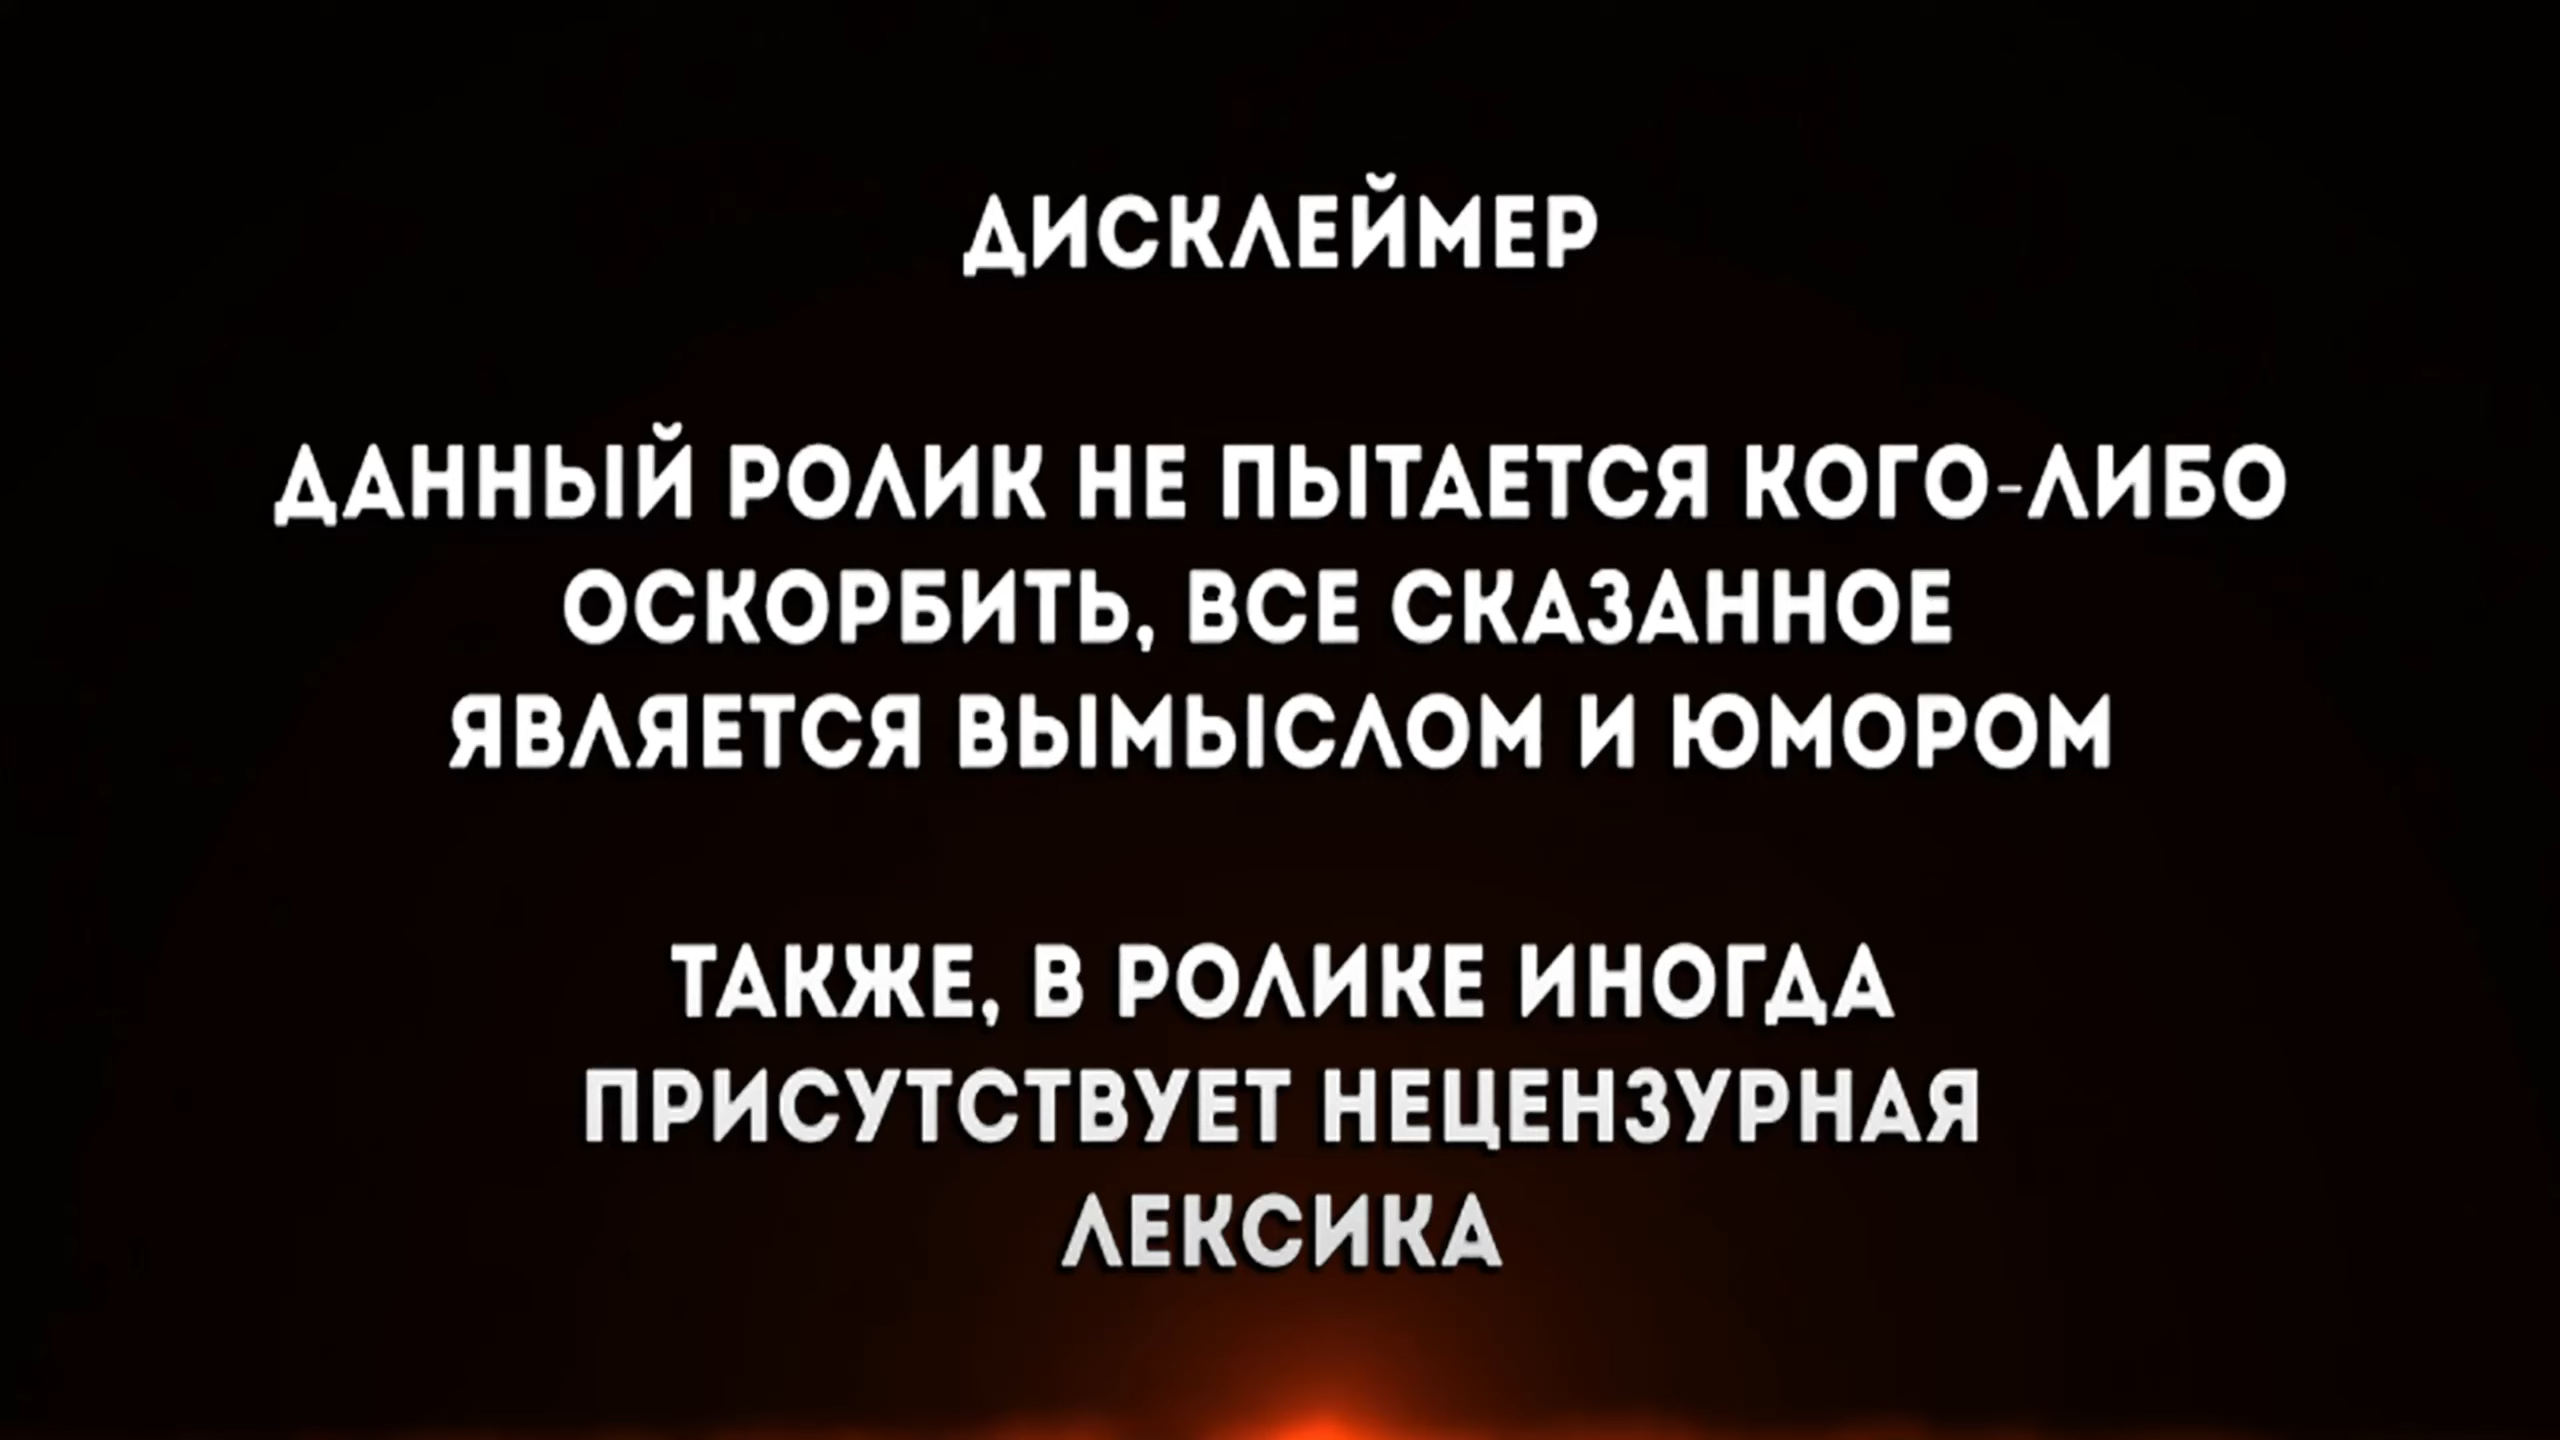 ДИСКЛЕЙМЕР
ДАННЫЙ РОЛИК НЕ ПЫТАЕТСЯ КОГО-ЛИБО
ОСКОРБИТЬ, ВСЕ СКАЗАННОЕ
ЯВЛЯЕТСЯ ВЫМЫСЛОМ И ЮМОРОМ
ТАКЖЕ, В РОЛИКЕ ИНОГДА
ПРИСУТСТВУЕТ НЕЦЕНЗУРНАЯ
ЛЕКСИКА